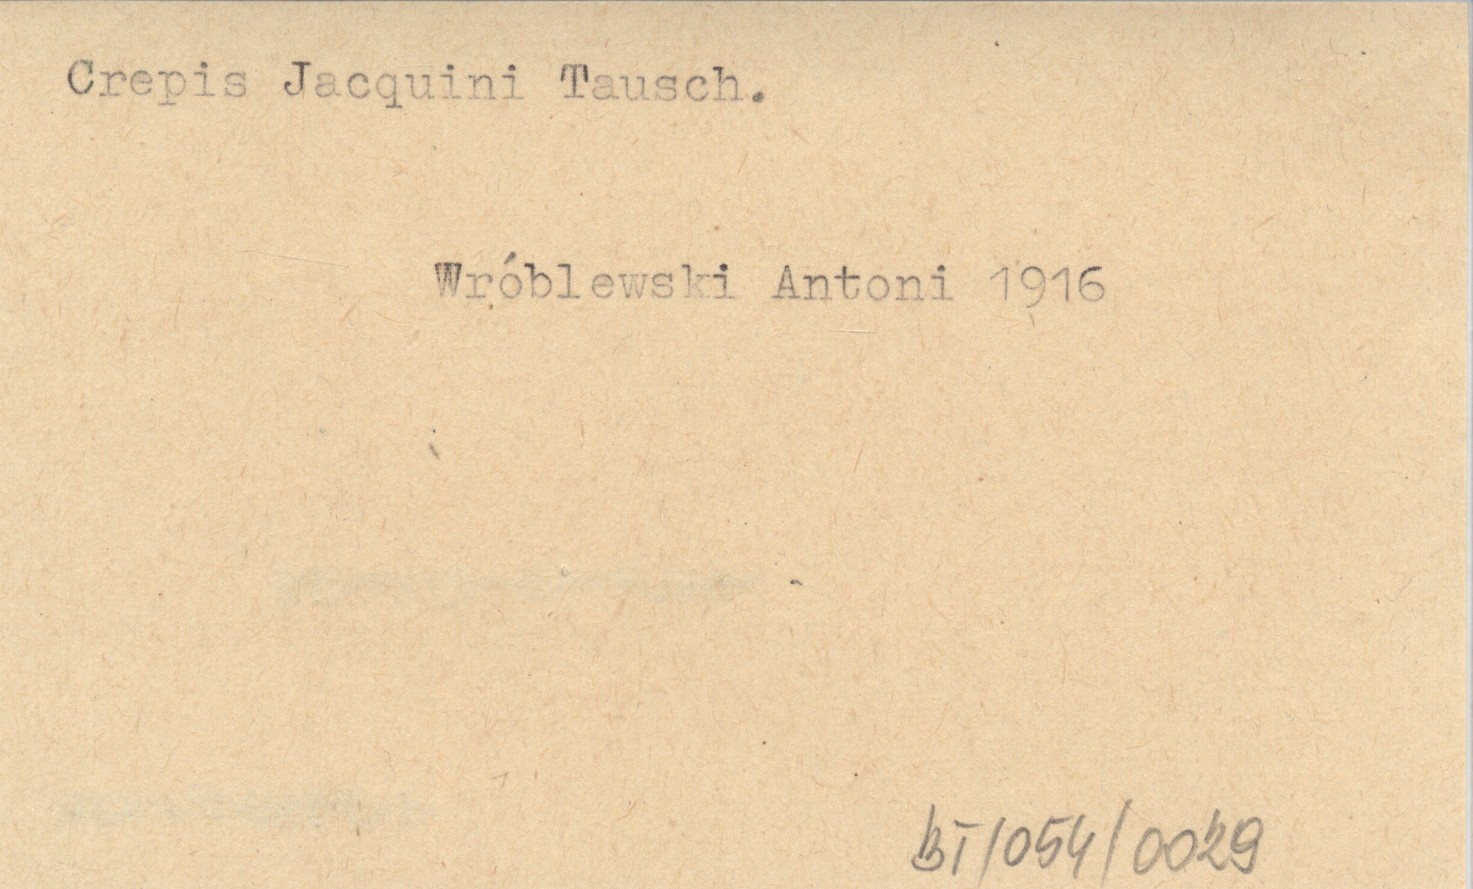 Crepis Jacquini Tausch.
Wróblewski Antoni 1916
BT/054/0029